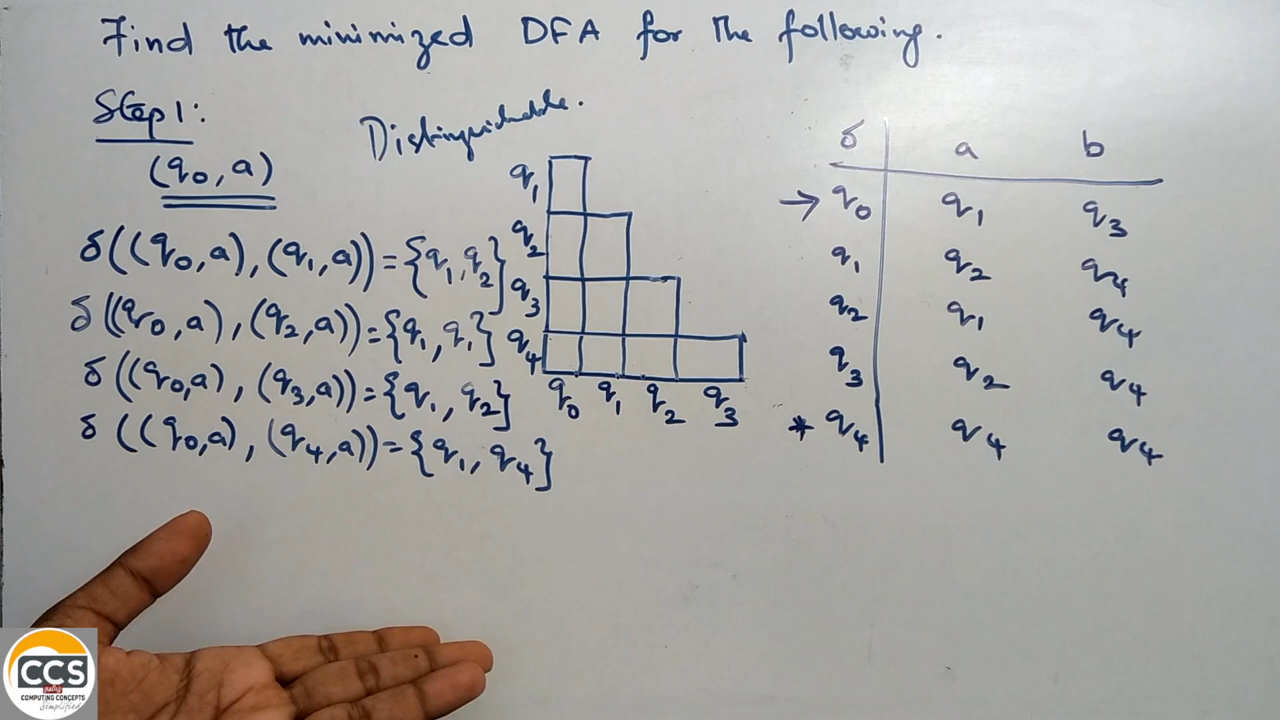 Find the minimized DFA for the following.
Step 1:
Distinguishable.
(q0, a)
δ((q0, a), (q1, a)) = {q1, q2}
δ((q0, a), (q2, a)) = {q1, q1}
δ((q0, a), (q3, a)) = {q1, q2}
δ((q0, a), (q4, a)) = {q1, q4}
q1
q2
q3
q4
q0 q1 q2 q3
δ a b
→ q0 q1 q3
q1 q2 q4
q2 q1 q4
q3 q2 q4
* q4 q4 q4
CCS
COMPUTING CONCEPTS
Simplified